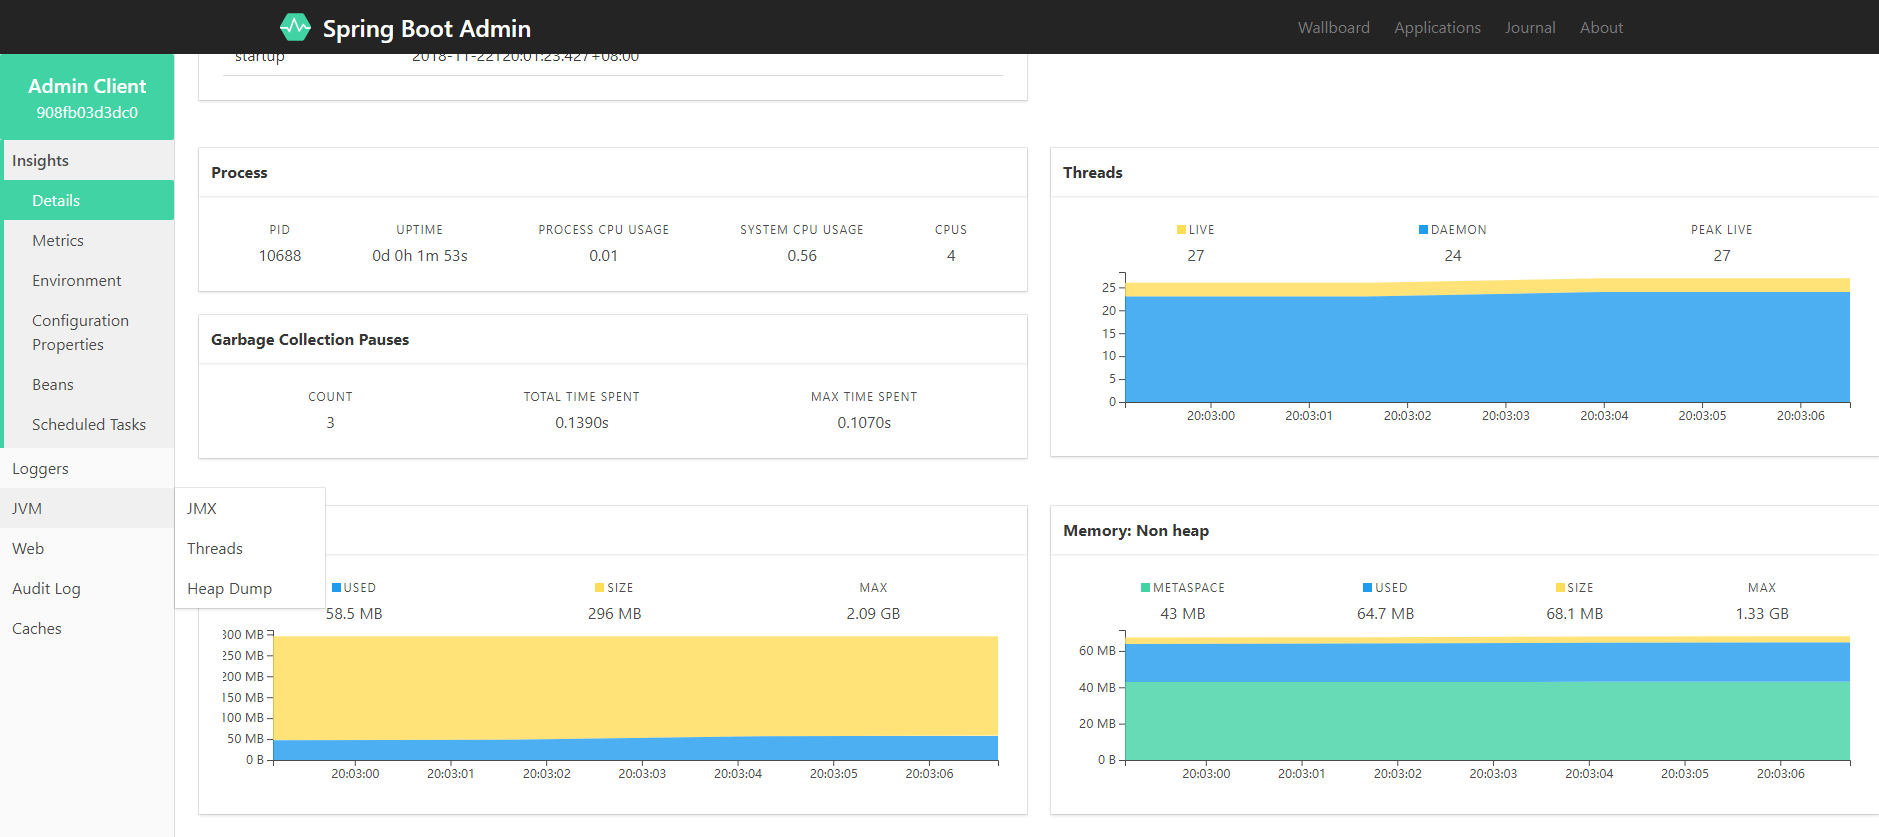 Spring Boot Admin
Wallboard Applications Journal About
Admin Client
908fb03d3dc0
Insights
Details
Metrics
Environment
Configuration
Properties
Beans
Scheduled Tasks
Loggers
JVM
Web
Audit Log
Caches
JMX
Threads
Heap Dump
startup 2018-11-22T20:01:23.427+08:00
Process
PID UPTIME PROCESS CPU USAGE SYSTEM CPU USAGE CPUS
10688 0d 0h 1m 53s 0.01 0.56 4
Threads
LIVE DAEMON PEAK LIVE
27 24 27
25
20
15
10
5
0
20:03:00 20:03:01 20:03:02 20:03:03 20:03:04 20:03:05 20:03:06
Garbage Collection Pauses
COUNT TOTAL TIME SPENT MAX TIME SPENT
3 0.1390s 0.1070s
USED SIZE MAX
58.5 MB 296 MB 2.09 GB
300 MB
250 MB
200 MB
150 MB
100 MB
50 MB
0 B
20:03:00 20:03:01 20:03:02 20:03:03 20:03:04 20:03:05 20:03:06
Memory: Non heap
METASPACE USED SIZE MAX
43 MB 64.7 MB 68.1 MB 1.33 GB
60 MB
40 MB
20 MB
0 B
20:03:00 20:03:01 20:03:02 20:03:03 20:03:04 20:03:05 20:03:06